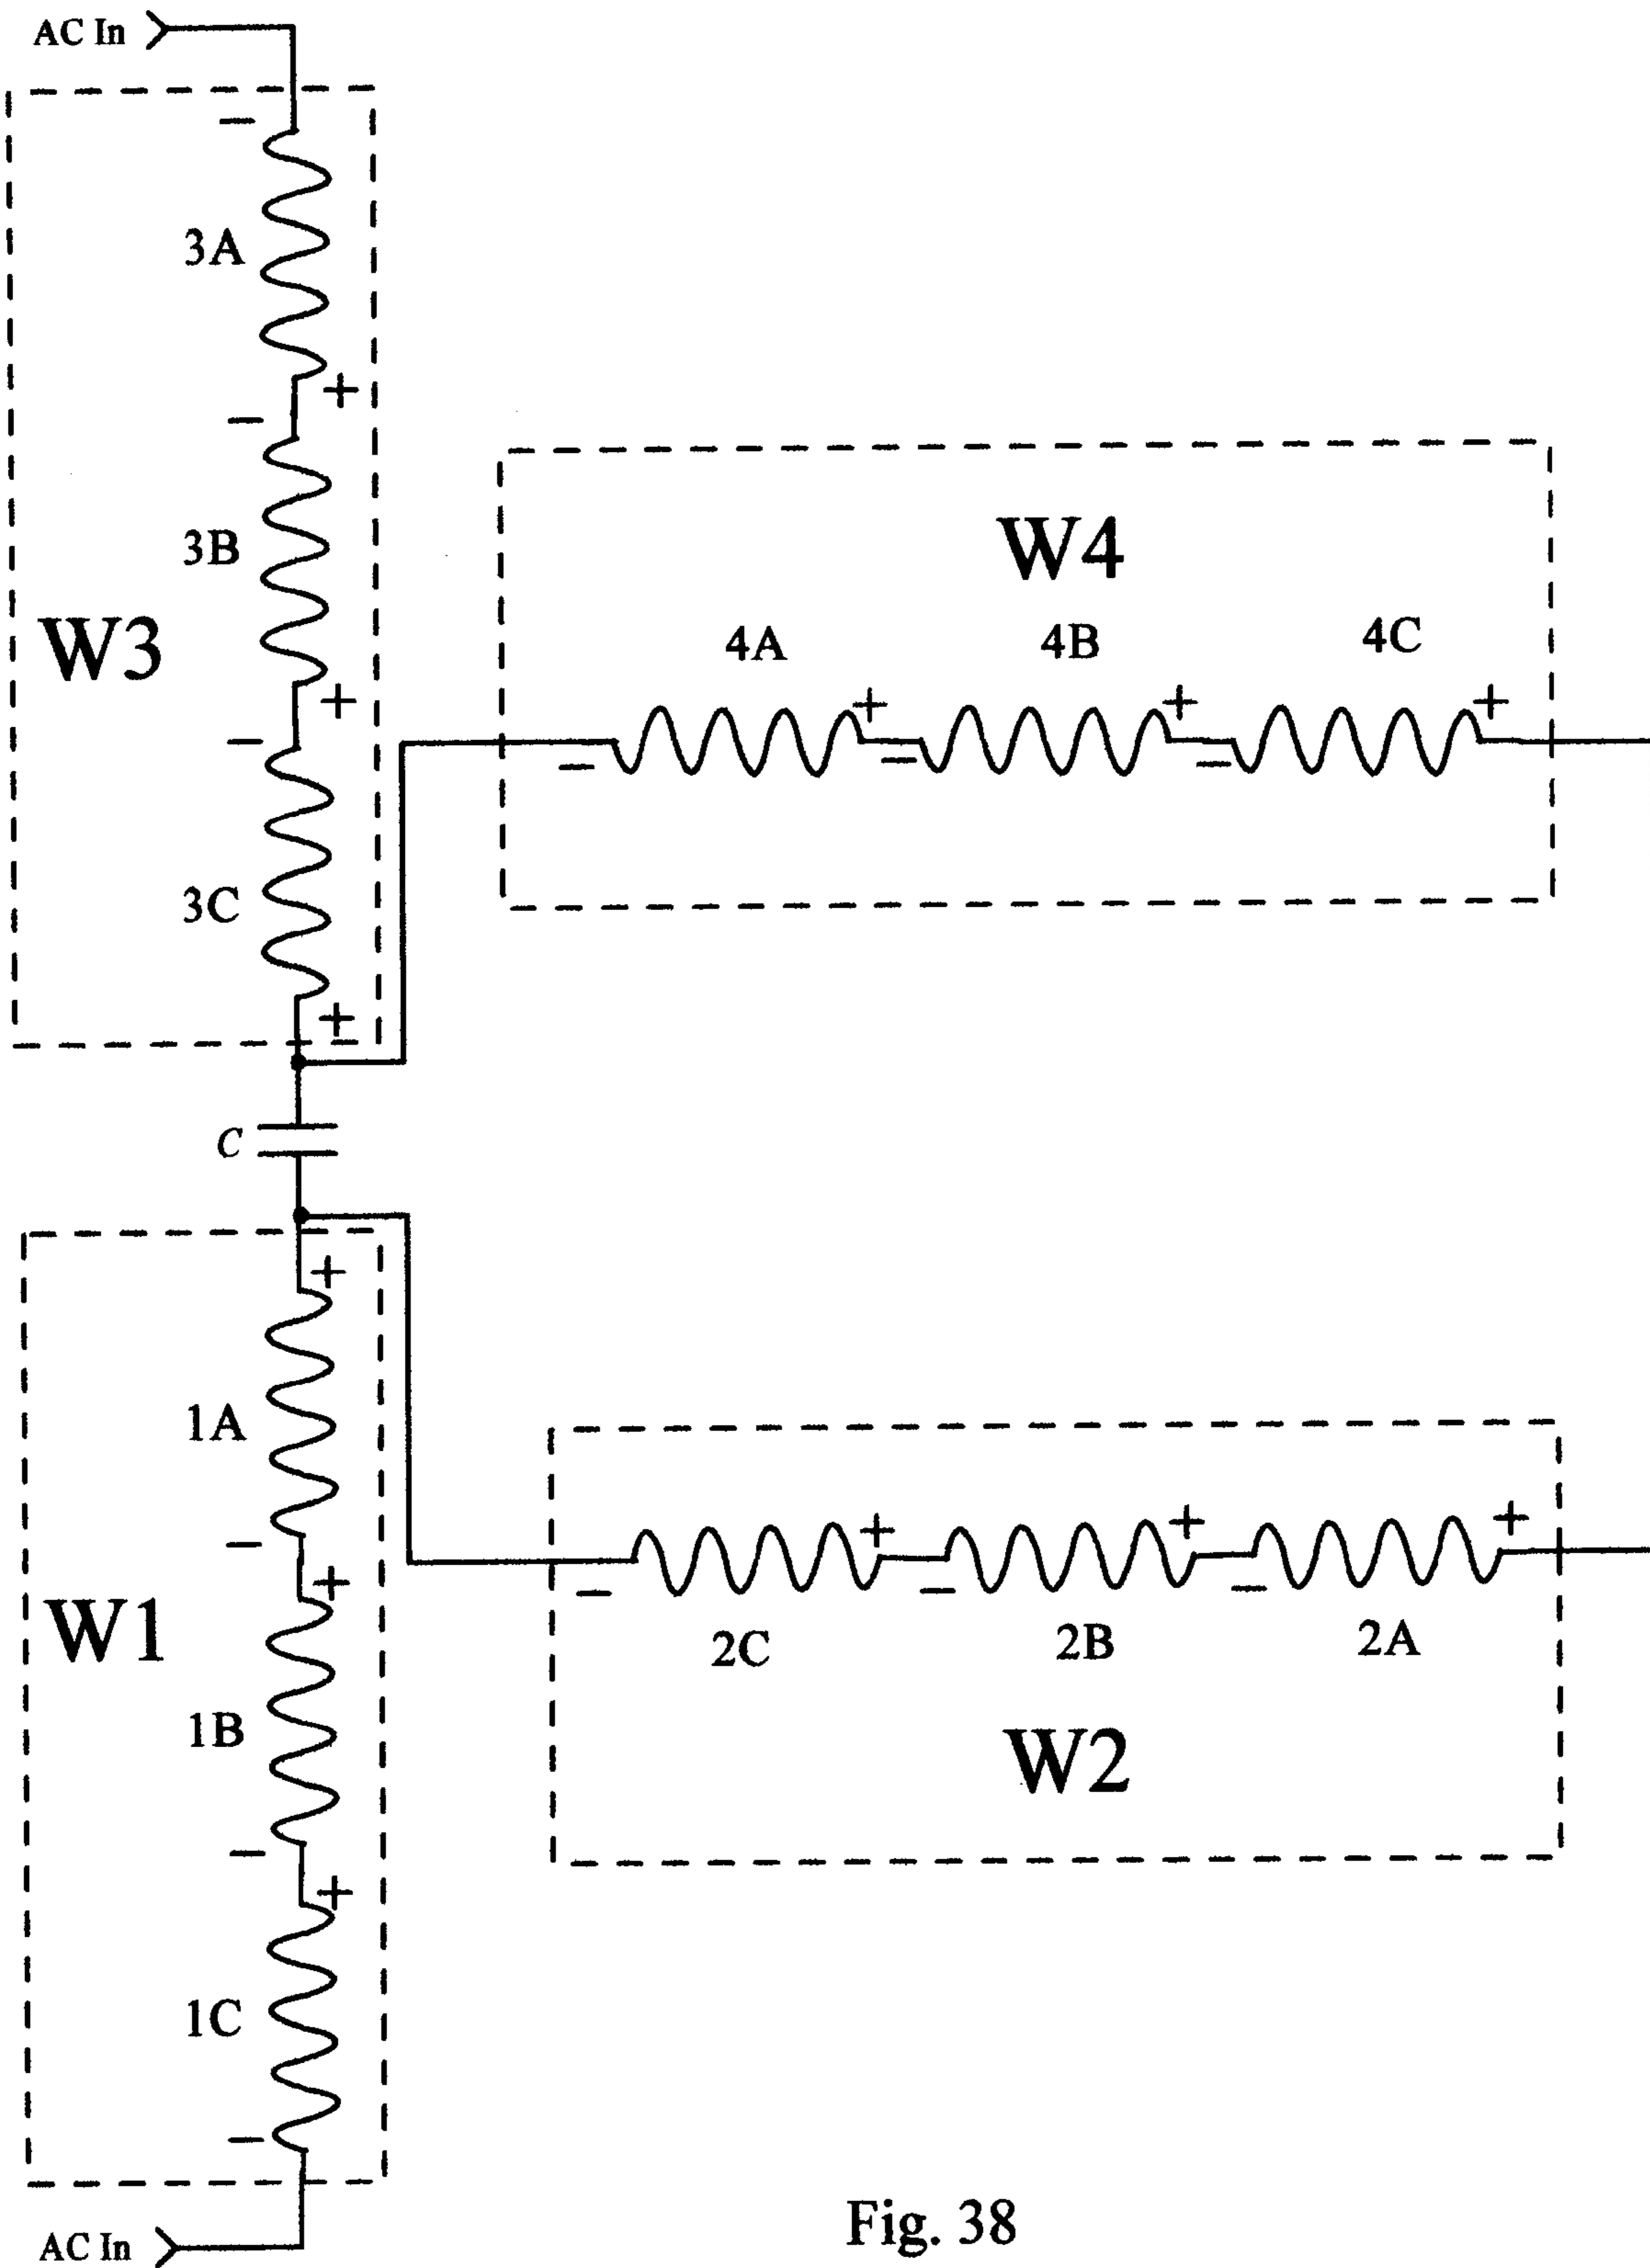 AC In
−
3A
+
−
3B
W3
+
−
3C
+
W4
4A 4B 4C
+ + +
− − −
C
+
1A
−
+
W1
1B
−
+
1C
−
+ + +
− − −
2C 2B 2A
W2
AC In
Fig. 38